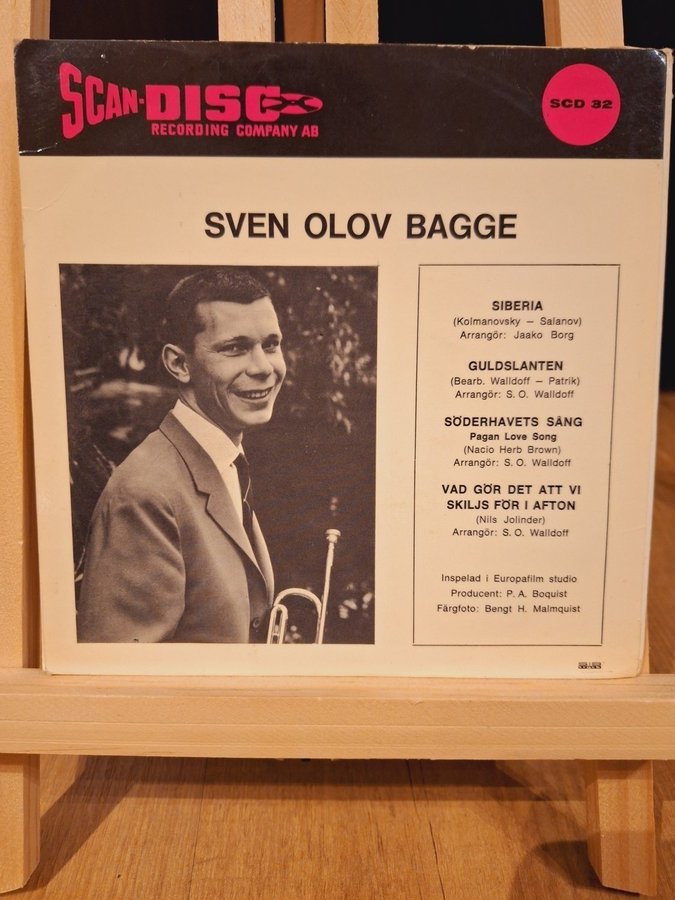 SCAN-DISC
RECORDING COMPANY AB
SCD 32
SVEN OLOV BAGGE
SIBERIA
(Kolmanovsky – Salanov)
Arrangör: Jaako Borg
GULDSLANTEN
(Bearb. Walldoff – Patrik)
Arrangör: S. O. Walldoff
SÖDERHAVETS SÅNG
Pagan Love Song
(Nacio Herb Brown)
Arrangör: S. O. Walldoff
VAD GÖR DET ATT VI
SKILJS FÖR I AFTON
(Nils Jolinder)
Arrangör: S. O. Walldoff
Inspelad i Europafilm studio
Producent: P. A. Boquist
Färgfoto: Bengt H. Malmquist